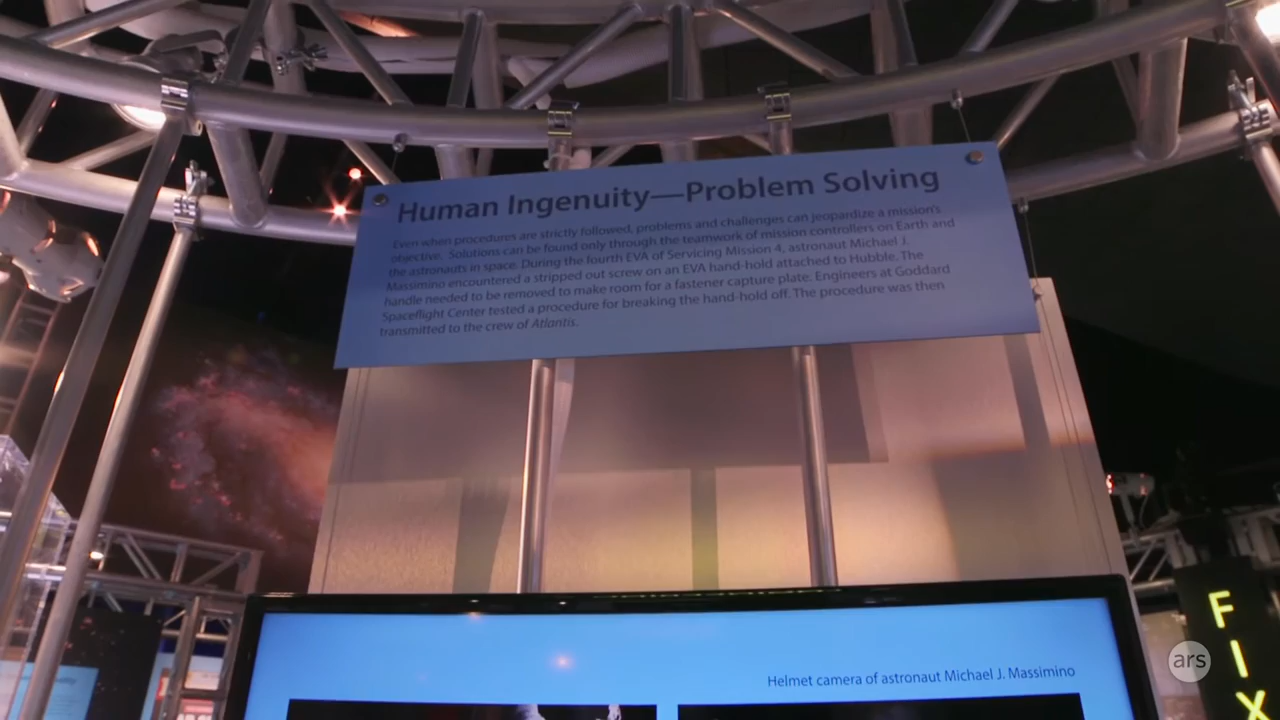 Human Ingenuity—Problem Solving
Even when procedures are strictly followed, problems and challenges can jeopardize a mission's
objective. Solutions can be found only through the teamwork of mission controllers on Earth and
the astronauts in space. During the fourth EVA of Servicing Mission 4, astronaut Michael J.
Massimino encountered a stripped out screw on an EVA hand-hold attached to Hubble. The
handle needed to be removed to make room for a fastener capture plate. Engineers at Goddard
Spaceflight Center tested a procedure for breaking the hand-hold off. The procedure was then
transmitted to the crew of Atlantis.
Helmet camera of astronaut Michael J. Massimino
ars
F
I
X